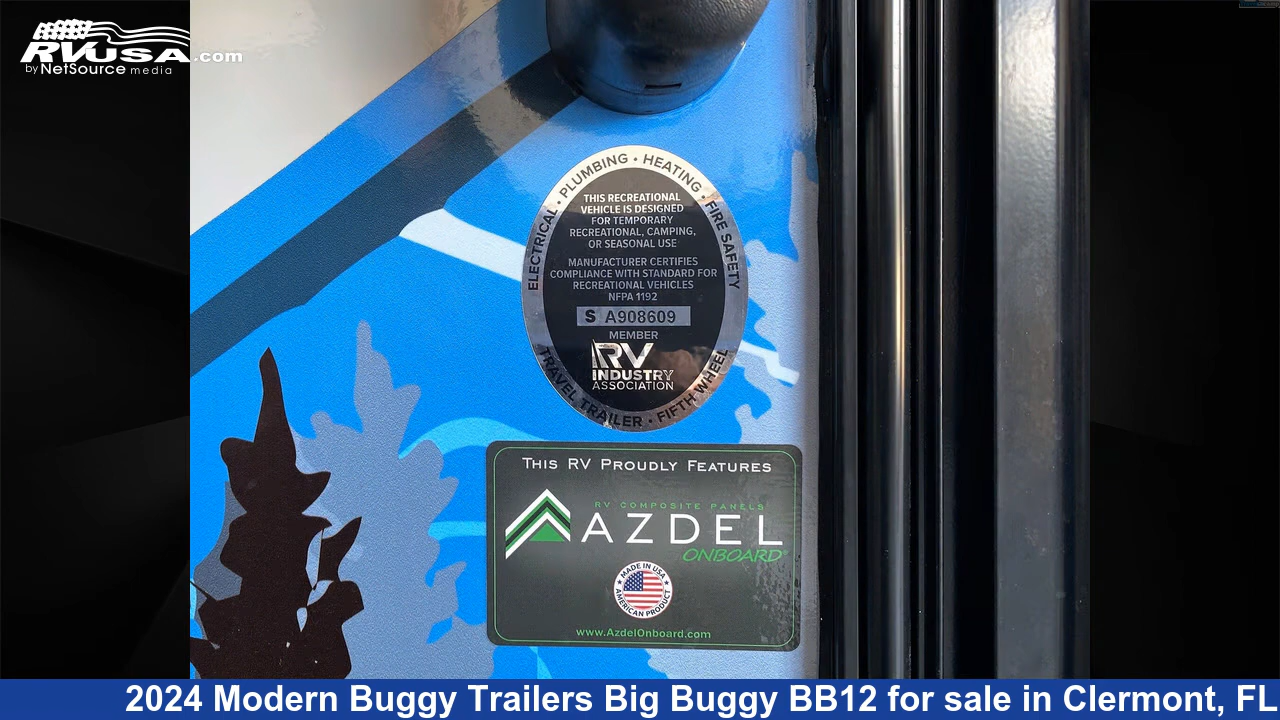 RVUSA.com
by NetSource media
ELECTRICAL • PLUMBING • HEATING • FIRE SAFETY
THIS RECREATIONAL
VEHICLE IS DESIGNED
FOR TEMPORARY
RECREATIONAL, CAMPING,
OR SEASONAL USE
MANUFACTURER CERTIFIES
COMPLIANCE WITH STANDARD FOR
RECREATIONAL VEHICLES
NFPA 1192
S A908609
MEMBER
RV
INDUSTRY
ASSOCIATION
TRAVEL TRAILER • FIFTH WHEEL
THIS RV PROUDLY FEATURES
RV COMPOSITE PANELS
AZDEL
ONBOARD®
MADE IN USA
AMERICAN PRODUCT
www.AzdelOnboard.com
2024 Modern Buggy Trailers Big Buggy BB12 for sale in Clermont, FL